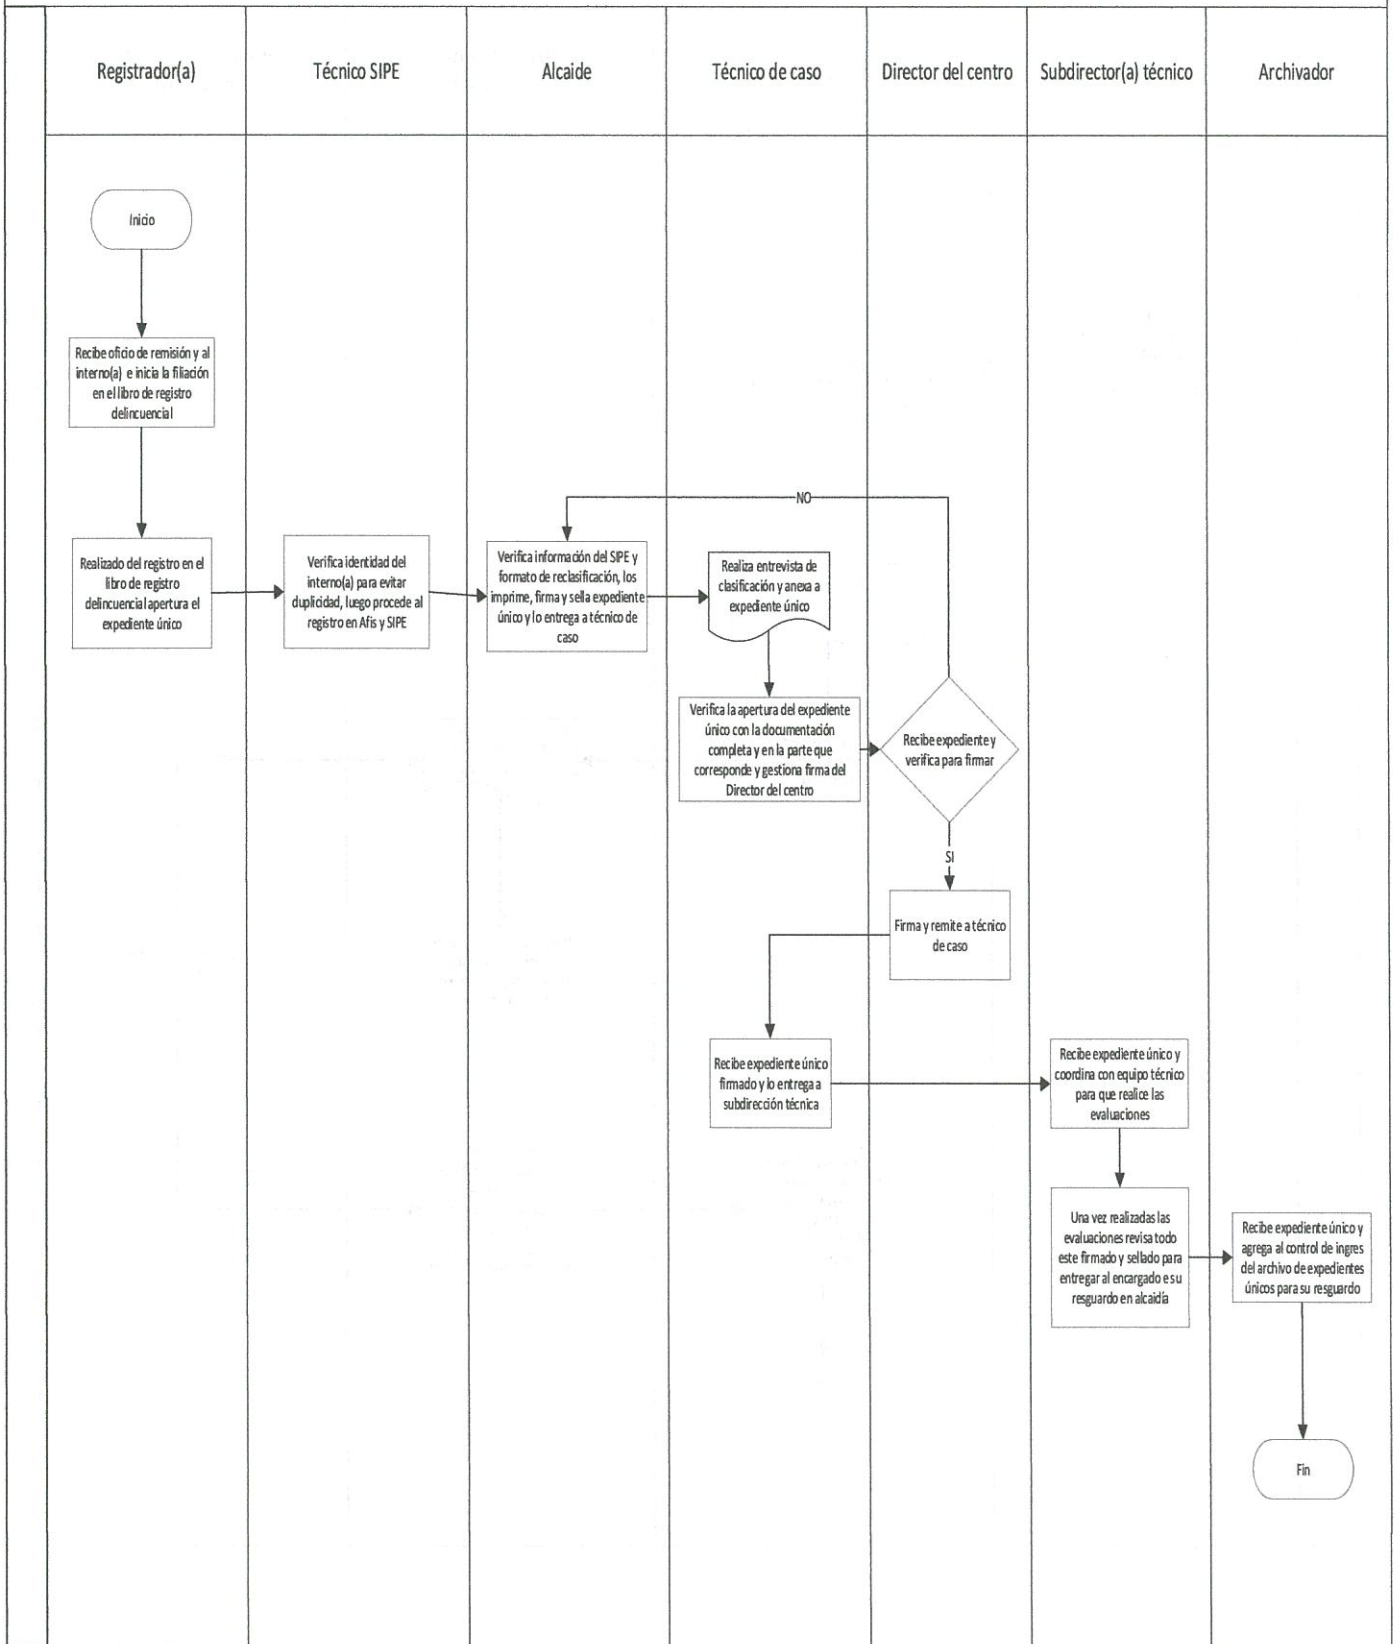 Registrador(a)
Técnico SIPE
Alcaide
Técnico de caso
Director del centro
Subdirector(a) técnico
Archivador
Inicio
Recibe oficio de remisión y al
interno(a) e inicia la filiación
en el libro de registro
delincuencial
Realizado del registro en el
libro de registro
delincuencial apertura el
expediente único
Verifica identidad del
interno(a) para evitar
duplicidad, luego procede al
registro en Afis y SIPE
Verifica información del SIPE y
formato de reclasificación, los
imprime, firma y sella expediente
único y lo entrega a técnico de
caso
NO
Realiza entrevista de
clasificación y anexa a
expediente único
Verifica la apertura del expediente
único con la documentación
completa y en la parte que
corresponde y gestiona firma del
Director del centro
Recibe expediente y
verifica para firmar
SI
Firma y remite a técnico
de caso
Recibe expediente único
firmado y lo entrega a
subdirección técnica
Recibe expediente único y
coordina con equipo técnico
para que realice las
evaluaciones
Una vez realizadas las
evaluaciones revisa todo
este firmado y sellado para
entregar al encargado e su
resguardo en alcaidía
Recibe expediente único y
agrega al control de ingres
del archivo de expedientes
únicos para su resguardo
Fin